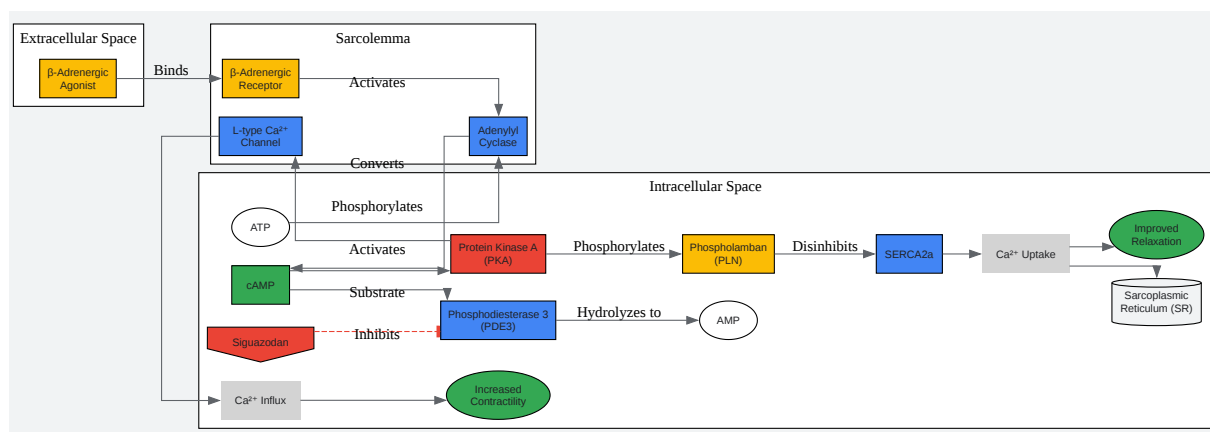 Extracellular Space
Sarcolemma
β-Adrenergic
Agonist
Binds
β-Adrenergic
Receptor
Activates
L-type Ca²⁺
Channel
Adenylyl
Cyclase
Converts
Intracellular Space
ATP
Phosphorylates
Activates
Protein Kinase A
(PKA)
Phosphorylates
Phospholamban
(PLN)
Disinhibits
SERCA2a
Ca²⁺ Uptake
Improved
Relaxation
cAMP
Substrate
Sarcoplasmic
Reticulum (SR)
Phosphodiesterase 3
(PDE3)
Hydrolyzes to
AMP
Siguazodan
Inhibits
Ca²⁺ Influx
Increased
Contractility